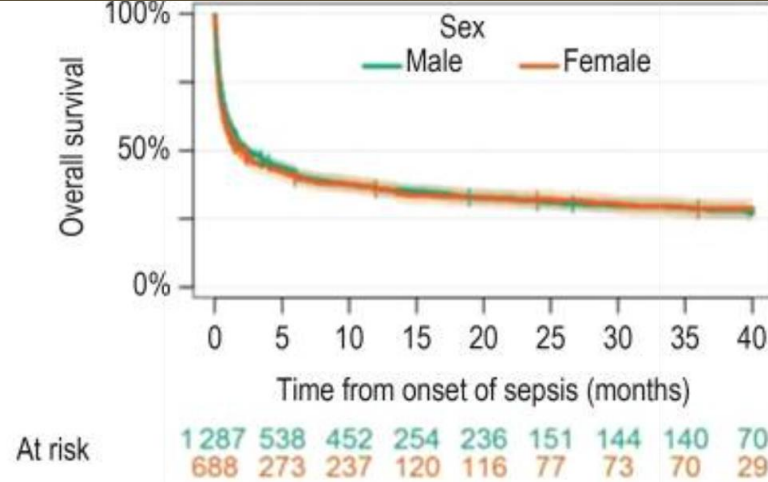 100%
Sex
Male Female
Overall survival
50%
0%
0 5 10 15 20 25 30 35 40
Time from onset of sepsis (months)
At risk
1 287 538 452 254 236 151 144 140 70
688 273 237 120 116 77 73 70 29